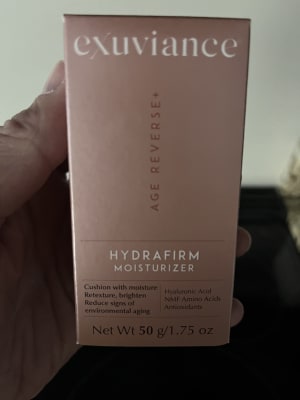 exuviance
AGE REVERSE+
HYDRAFIRM
MOISTURIZER
Cushion with moisture
Retexture, brighten
Reduce signs of
environmental aging
Hyaluronic Acid
NMF Amino Acids
Antioxidants
Net Wt 50 g/1.75 oz